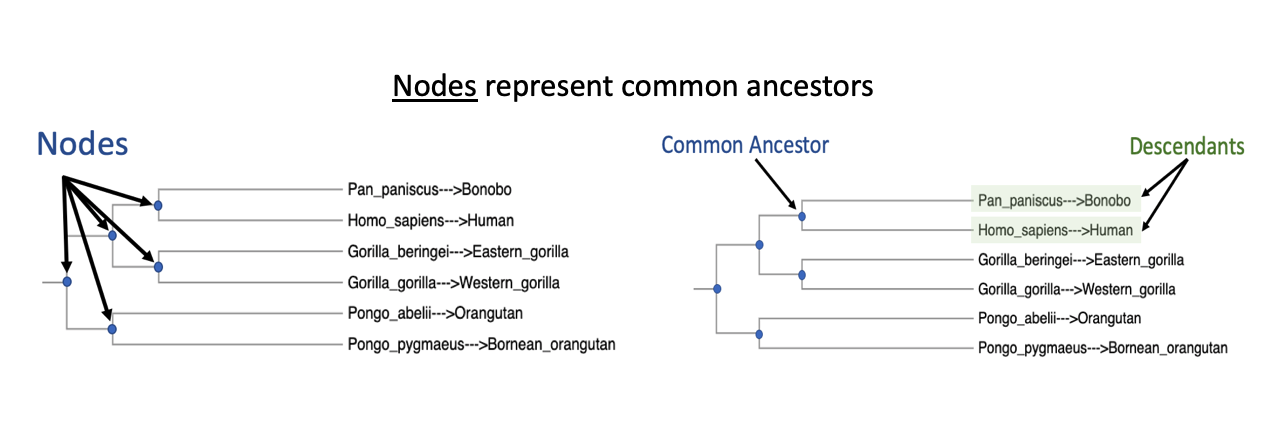 Nodes represent common ancestors
Nodes
Pan_paniscus--->Bonobo
Homo_sapiens--->Human
Gorilla_beringei--->Eastern_gorilla
Gorilla_gorilla--->Western_gorilla
Pongo_abelii--->Orangutan
Pongo_pygmaeus--->Bornean_orangutan
Common Ancestor
Descendants
Pan_paniscus--->Bonobo
Homo_sapiens--->Human
Gorilla_beringei--->Eastern_gorilla
Gorilla_gorilla--->Western_gorilla
Pongo_abelii--->Orangutan
Pongo_pygmaeus--->Bornean_orangutan